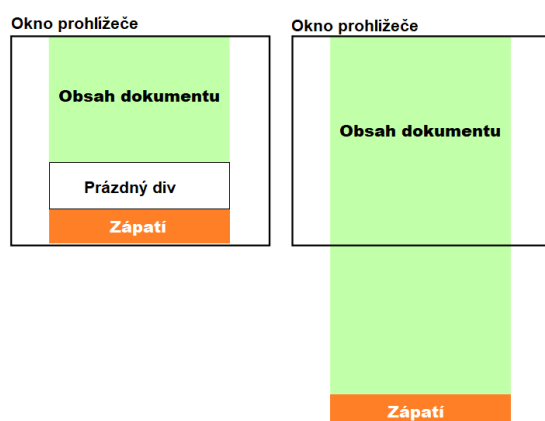 Okno prohlížeče
Obsah dokumentu
Prázdný div
Zápatí
Okno prohlížeče
Obsah dokumentu
Zápatí